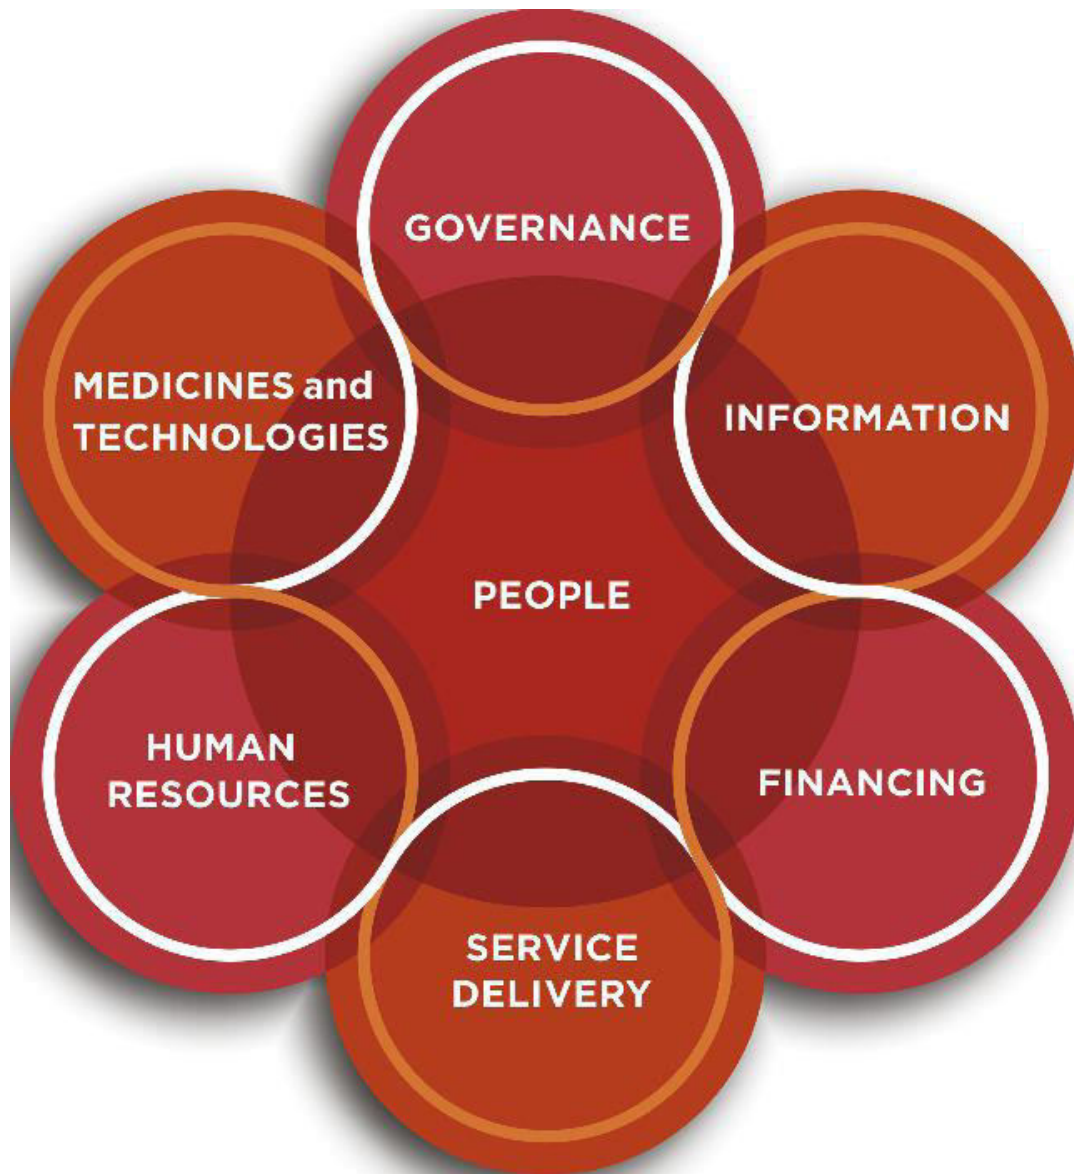 GOVERNANCE
MEDICINES and
TECHNOLOGIES
INFORMATION
PEOPLE
HUMAN
RESOURCES
FINANCING
SERVICE
DELIVERY